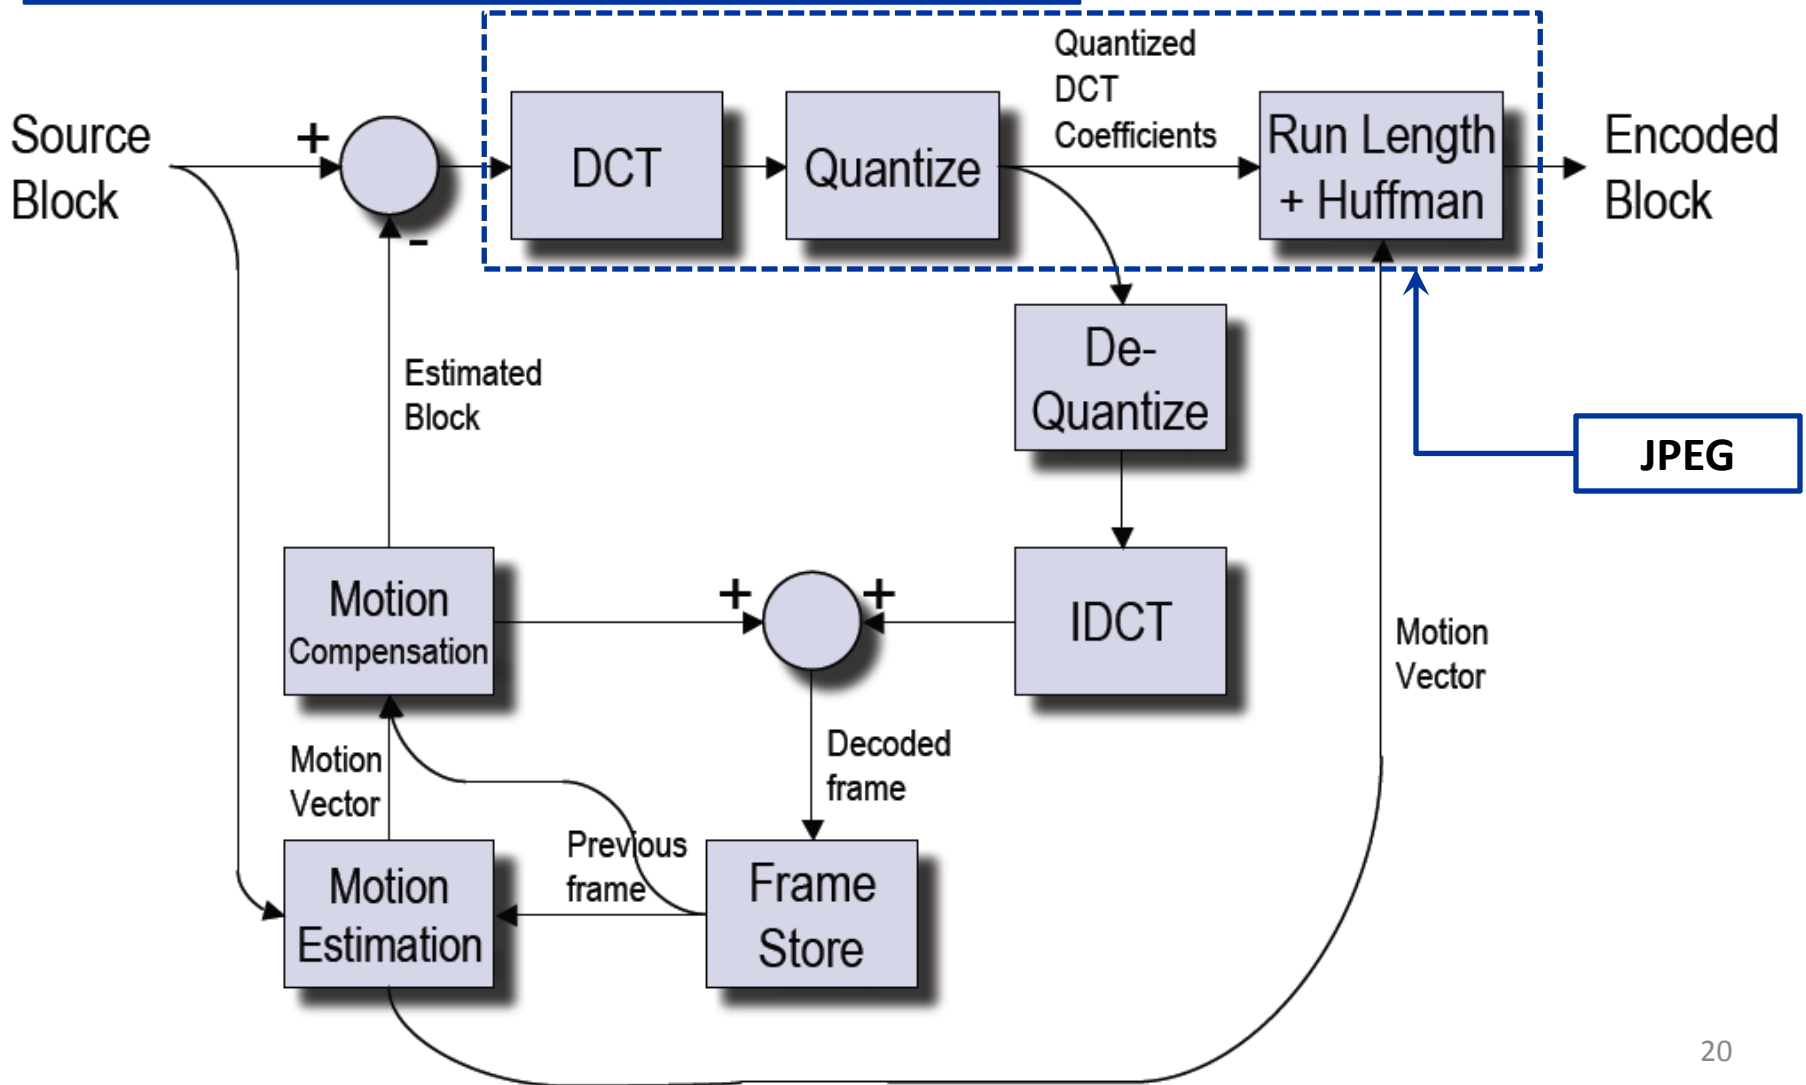 Quantized
DCT
Coefficients
Source
Block
+
-
DCT
Quantize
Run Length
+ Huffman
Encoded
Block
De-
Quantize
Estimated
Block
JPEG
Motion
Compensation
+
+
IDCT
Motion
Vector
Motion
Vector
Decoded
frame
Previous
frame
Motion
Estimation
Frame
Store
20